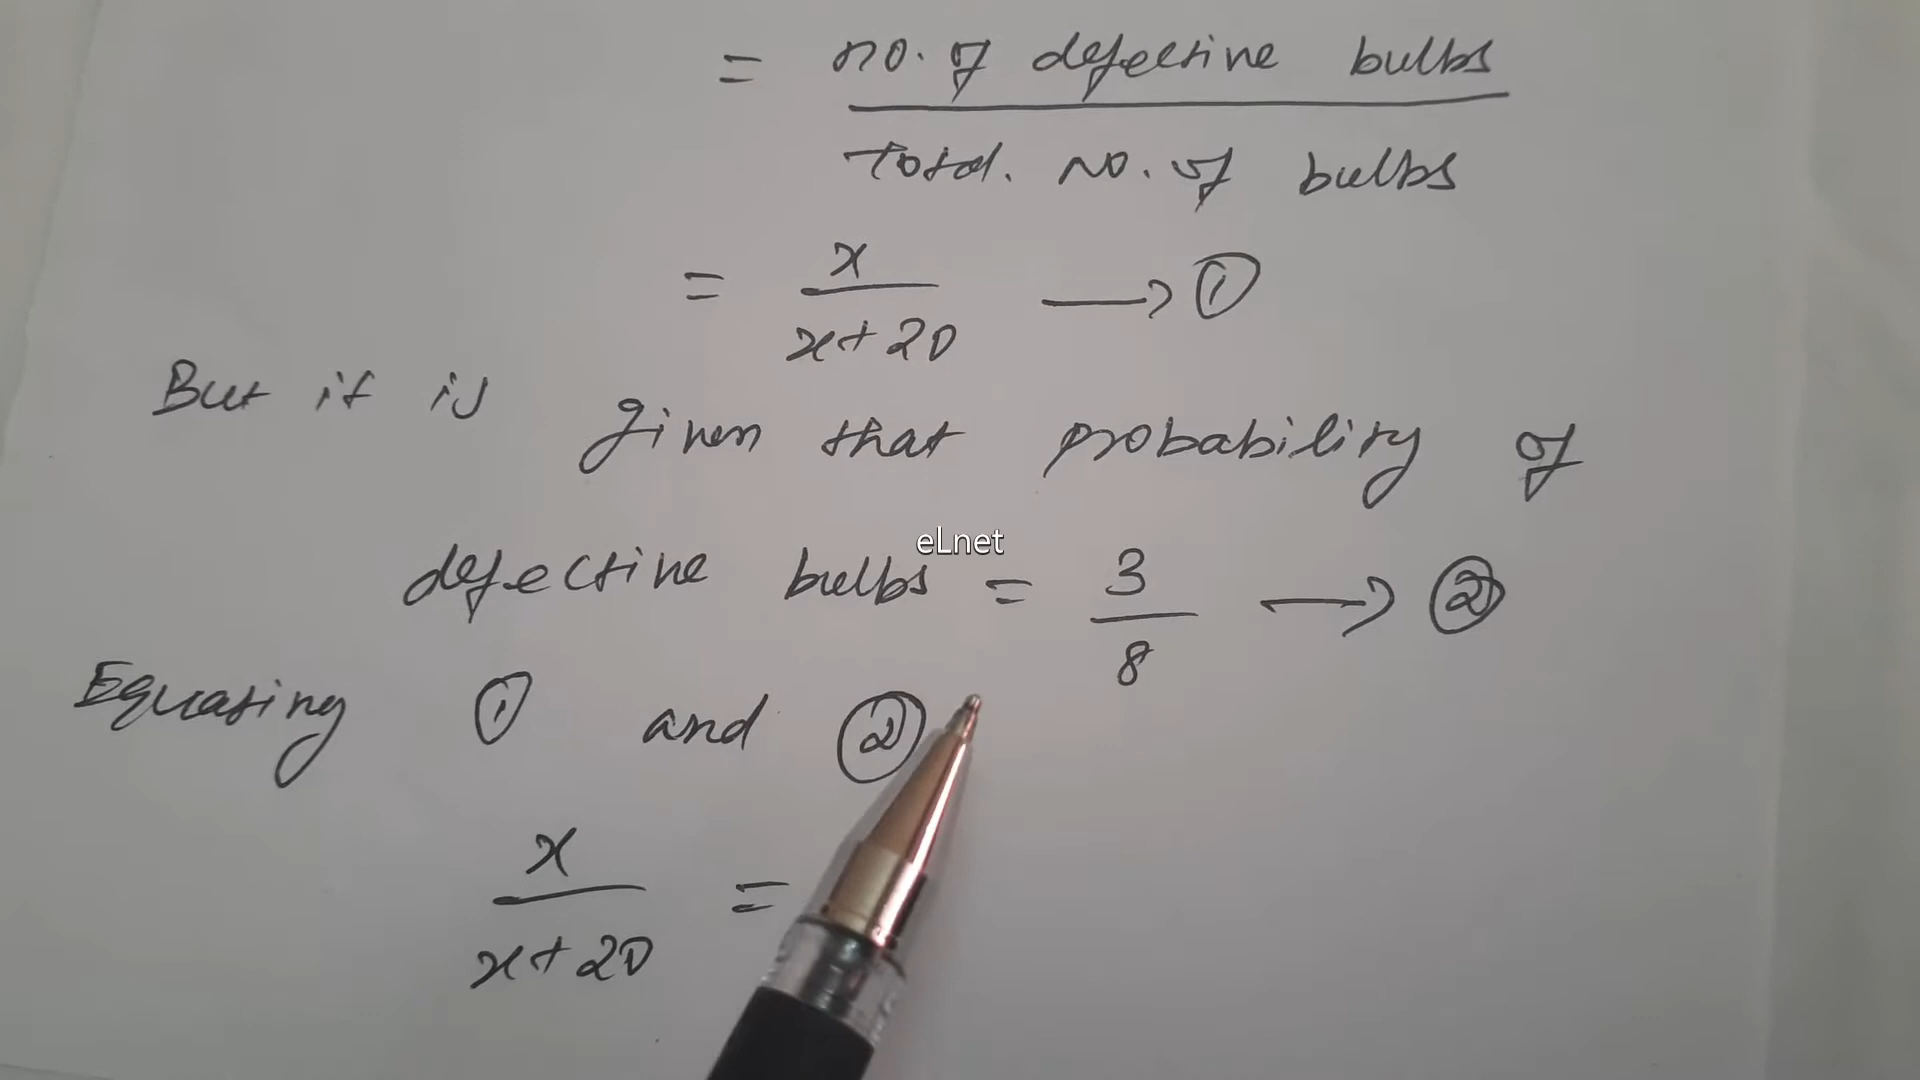 = no. of defective bulbs
Total. No. of bulbs
= x
x+20 → ①
But it is given that probability of
eLnet
defective bulbs = 3/8 → ②
Equating ① and ②
x
x+20 =